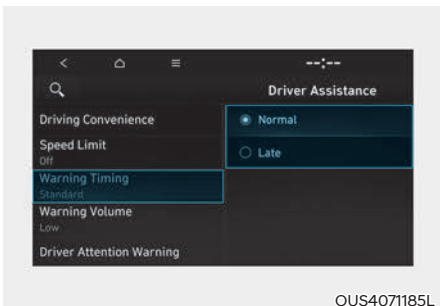 --:--
Driver Assistance
Driving Convenience
Speed Limit
Off
Warning Timing
Standard
Warning Volume
Low
Driver Attention Warning
Normal
Late
OUS4071185L